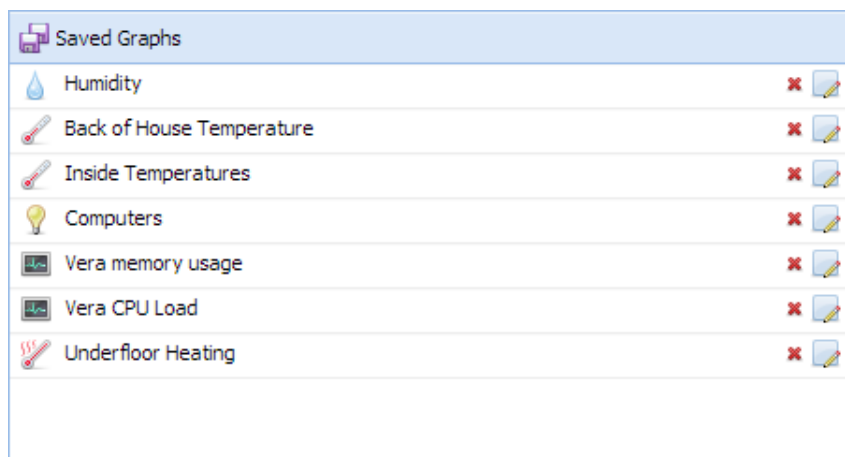 Saved Graphs
Humidity
Back of House Temperature
Inside Temperatures
Computers
Vera memory usage
Vera CPU Load
Underfloor Heating